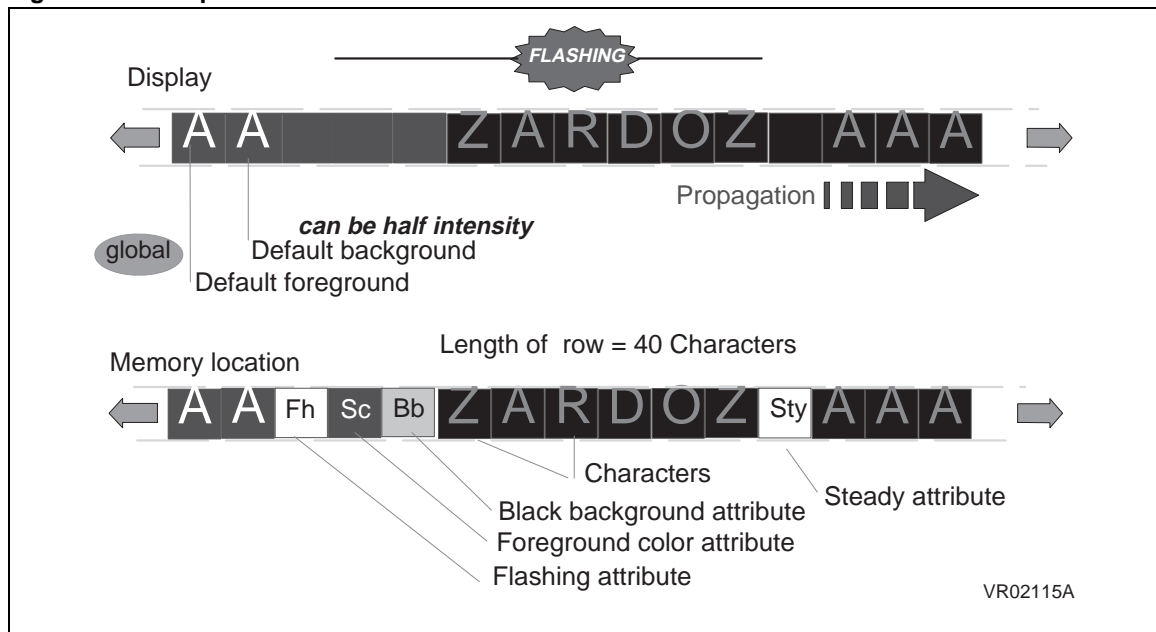 FLASHING
Display
A A Z A R D O Z A A A
Propagation
can be half intensity
global
Default background
Default foreground
Length of row = 40 Characters
Memory location
A A Fh Sc Bb Z A R D O Z Sty A A A
Characters
Steady attribute
Black background attribute
Foreground color attribute
Flashing attribute
VR02115A